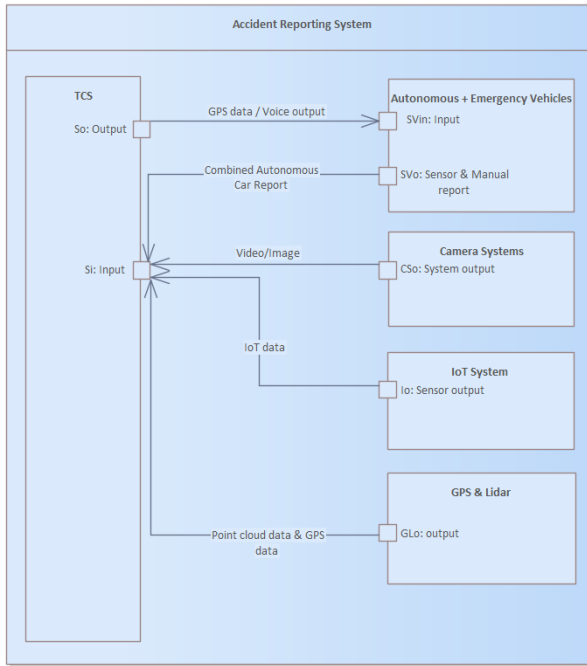 Accident Reporting System
TCS
Autonomous + Emergency Vehicles
GPS data / Voice output
So: Output
SVin: Input
Combined Autonomous
Car Report
SVo: Sensor & Manual
report
Camera Systems
Video/Image
Si: Input
CSo: System output
IoT data
IoT System
Io: Sensor output
GPS & Lidar
Point cloud data & GPS
data
GLo: output